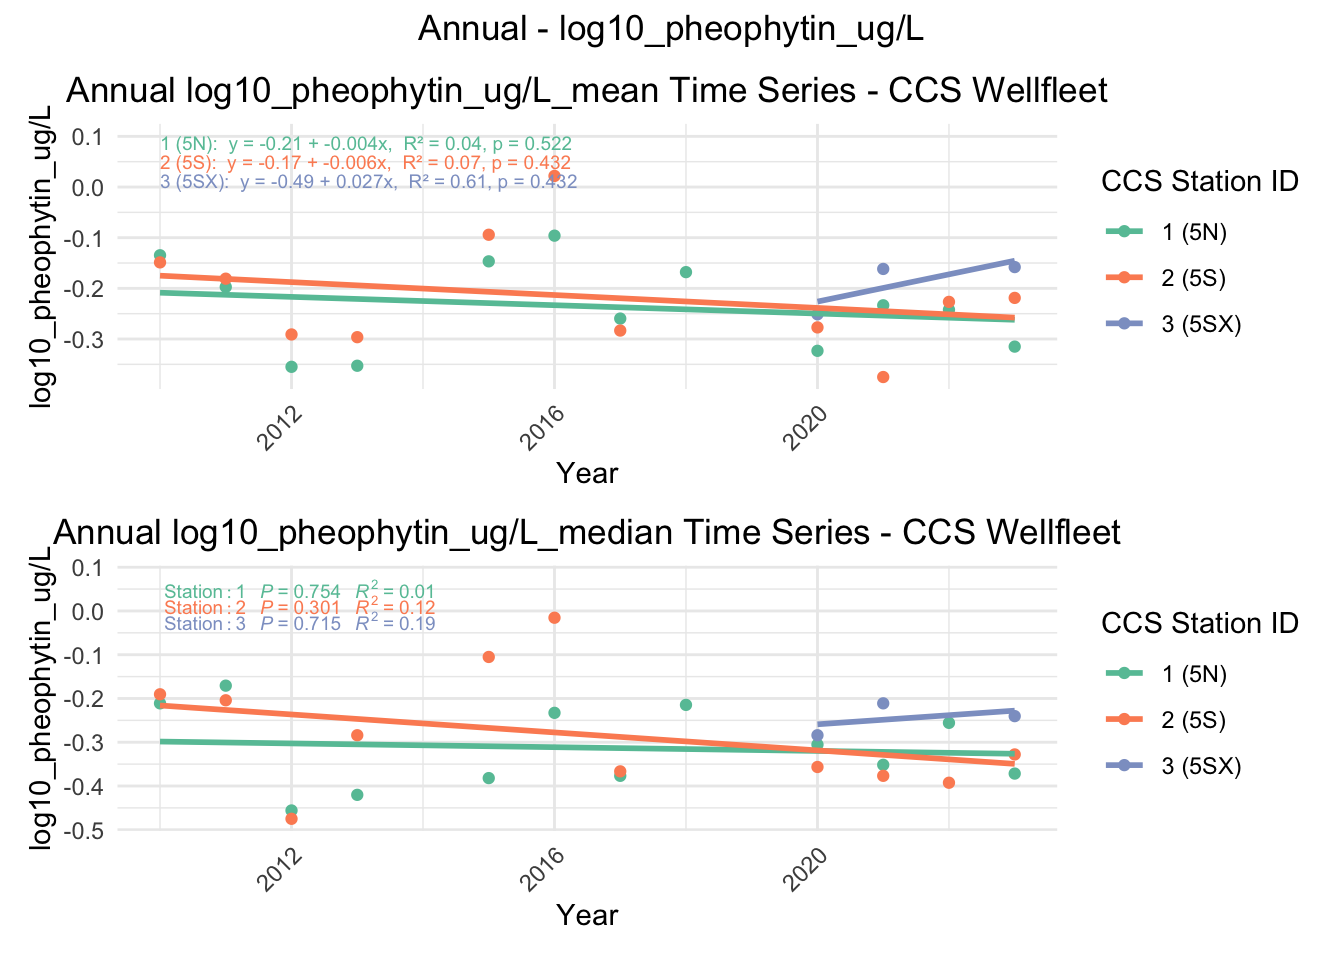 Annual - log10_pheophytin_ug/L
Annual log10_pheophytin_ug/L_mean Time Series - CCS Wellfleet
log10_pheophytin_ug/L
0.1
0.0
-0.1
-0.2
-0.3
1 (5N):  y = -0.21 + -0.004x,  R² = 0.04, p = 0.522
2 (5S):  y = -0.17 + -0.006x,  R² = 0.07, p = 0.432
3 (5SX):  y = -0.49 + 0.027x,  R² = 0.61, p = 0.432
2012
2016
2020
Year
CCS Station ID
1 (5N)
2 (5S)
3 (5SX)
Annual log10_pheophytin_ug/L_median Time Series - CCS Wellfleet
log10_pheophytin_ug/L
0.1
0.0
-0.1
-0.2
-0.3
-0.4
-0.5
Station : 1  P = 0.754  R² = 0.01
Station : 2  P = 0.301  R² = 0.12
Station : 3  P = 0.715  R² = 0.19
2012
2016
2020
Year
CCS Station ID
1 (5N)
2 (5S)
3 (5SX)